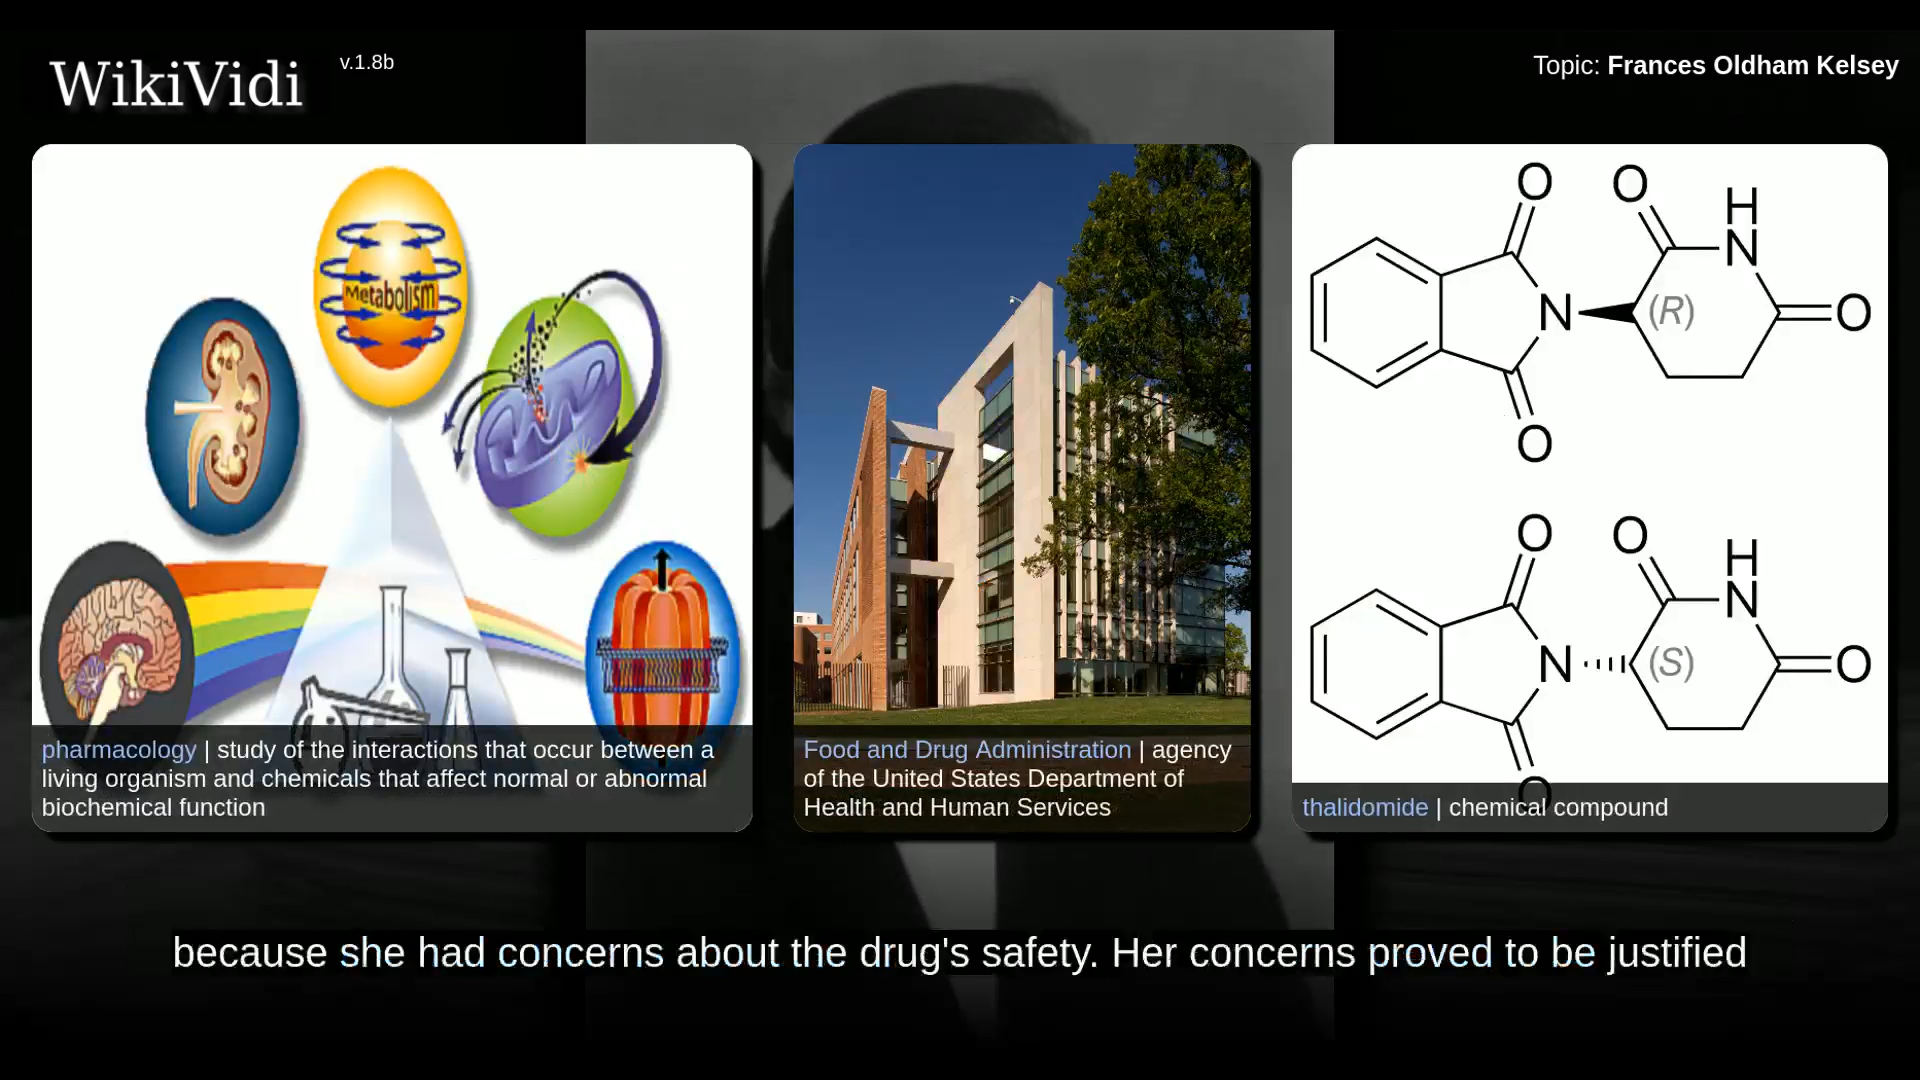 WikiVidi
v.1.8b
Topic: Frances Oldham Kelsey
Metabolism
O
O
H
N
N
(R)
O
O
O
O
H
N
N
(S)
O
O
pharmacology | study of the interactions that occur between a
living organism and chemicals that affect normal or abnormal
biochemical function
Food and Drug Administration | agency
of the United States Department of
Health and Human Services
thalidomide | chemical compound
because she had concerns about the drug's safety. Her concerns proved to be justified